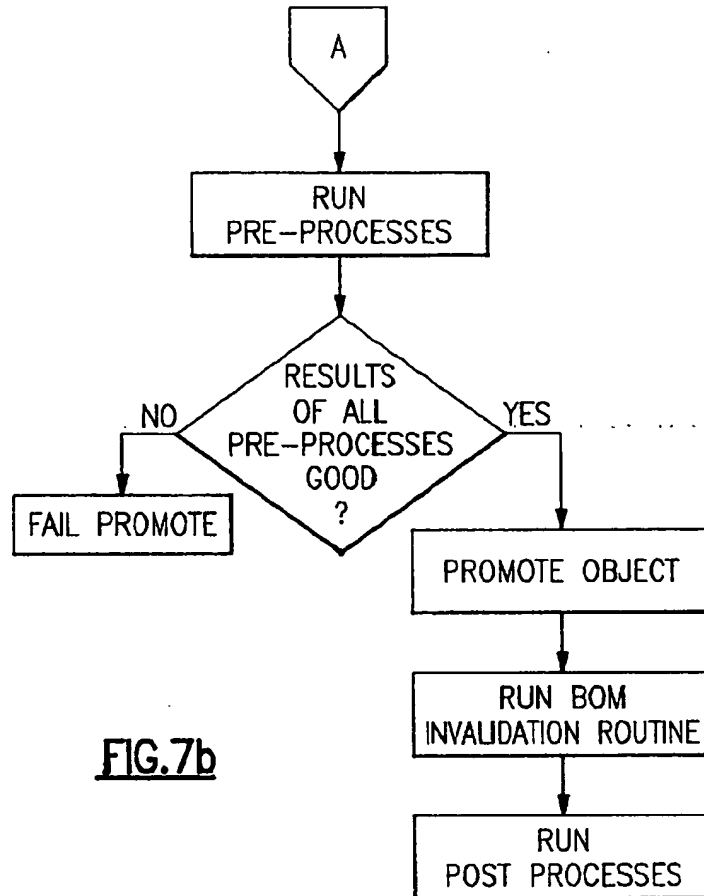 A
RUN
PRE-PROCESSES
RESULTS
OF ALL
PRE-PROCESSES
GOOD
?
NO
YES
FAIL PROMOTE
PROMOTE OBJECT
RUN BOM
INVALIDATION ROUTINE
RUN
POST PROCESSES
FIG.7b